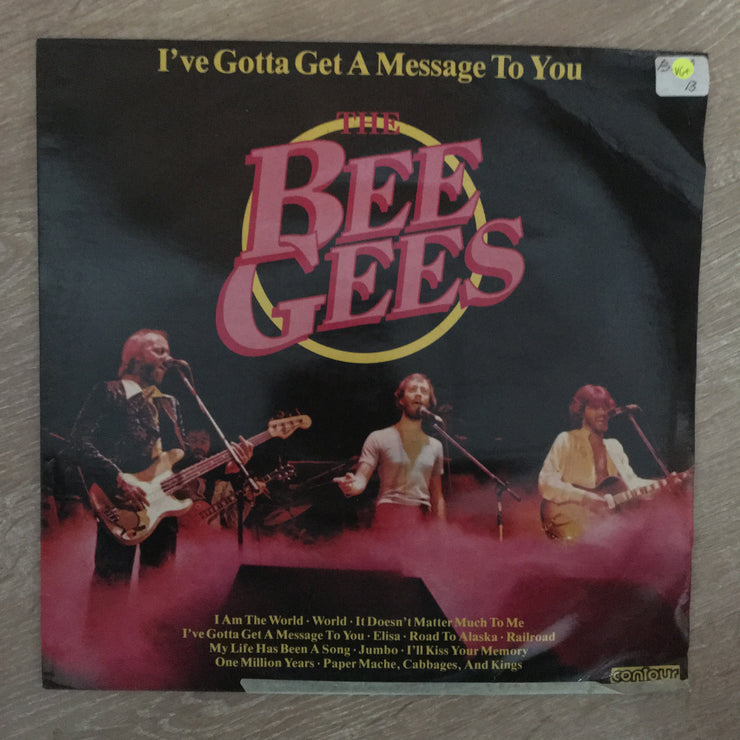 I've Gotta Get A Message To You
VG+
B
THE
BEE
GEES
I Am The World · World · It Doesn't Matter Much To Me
I've Gotta Get A Message To You · Elisa · Road To Alaska · Railroad
My Life Has Been A Song · Jumbo · I'll Kiss Your Memory
One Million Years · Paper Mache, Cabbages, And Kings
contour